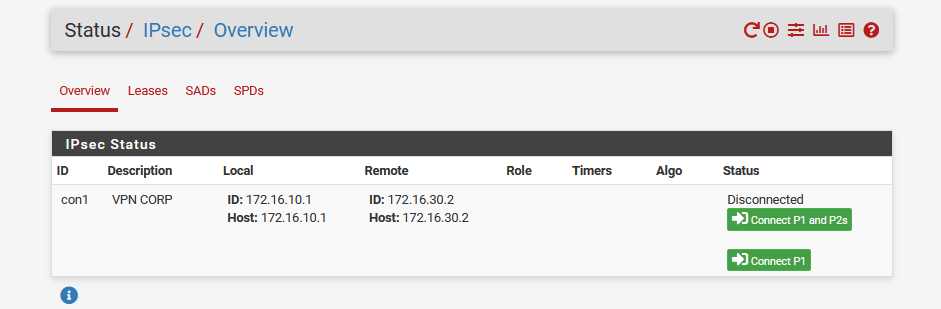 Status / IPsec / Overview
Overview Leases SADs SPDs
IPsec Status
ID Description Local Remote Role Timers Algo Status
con1 VPN CORP ID: 172.16.10.1 ID: 172.16.30.2 Disconnected
Host: 172.16.10.1 Host: 172.16.30.2 Connect P1 and P2s
Connect P1